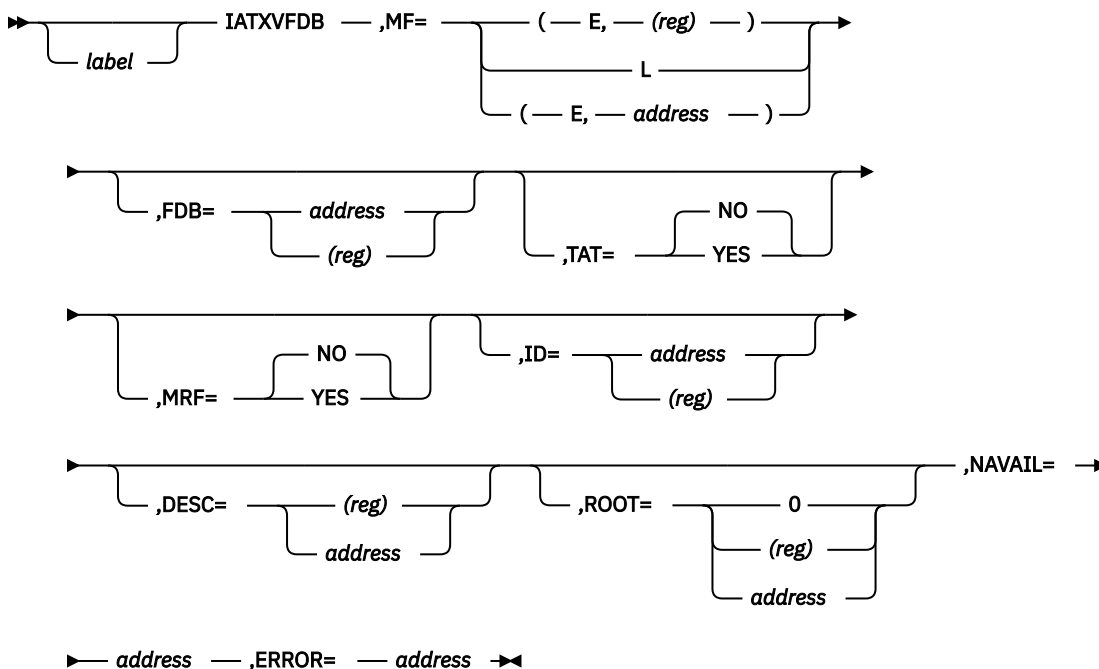 IATXVFDB ,MF= ( E, (reg) )
label
L
( E, address )
,FDB= address
(reg)
NO
,TAT= YES
NO
,MRF= YES
,ID= address
(reg)
,DESC= (reg)
address
,ROOT= 0
(reg)
address
,NAVAIL=
address ,ERROR= address